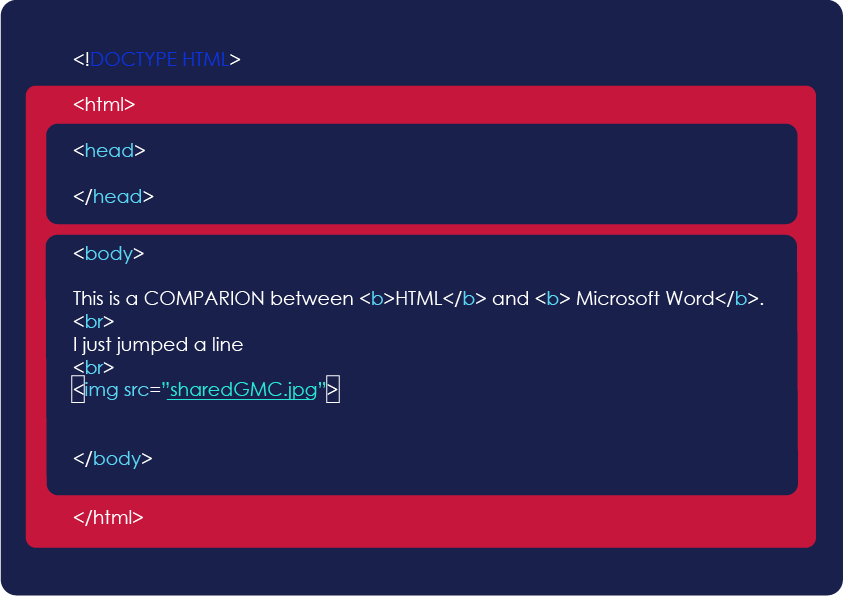 <!DOCTYPE HTML>
<html>
<head>
</head>
<body>
This is a COMPARION between <b>HTML</b> and <b> Microsoft Word</b>.
<br>
I just jumped a line
<br>
<img src=”sharedGMC.jpg”>
</body>
</html>